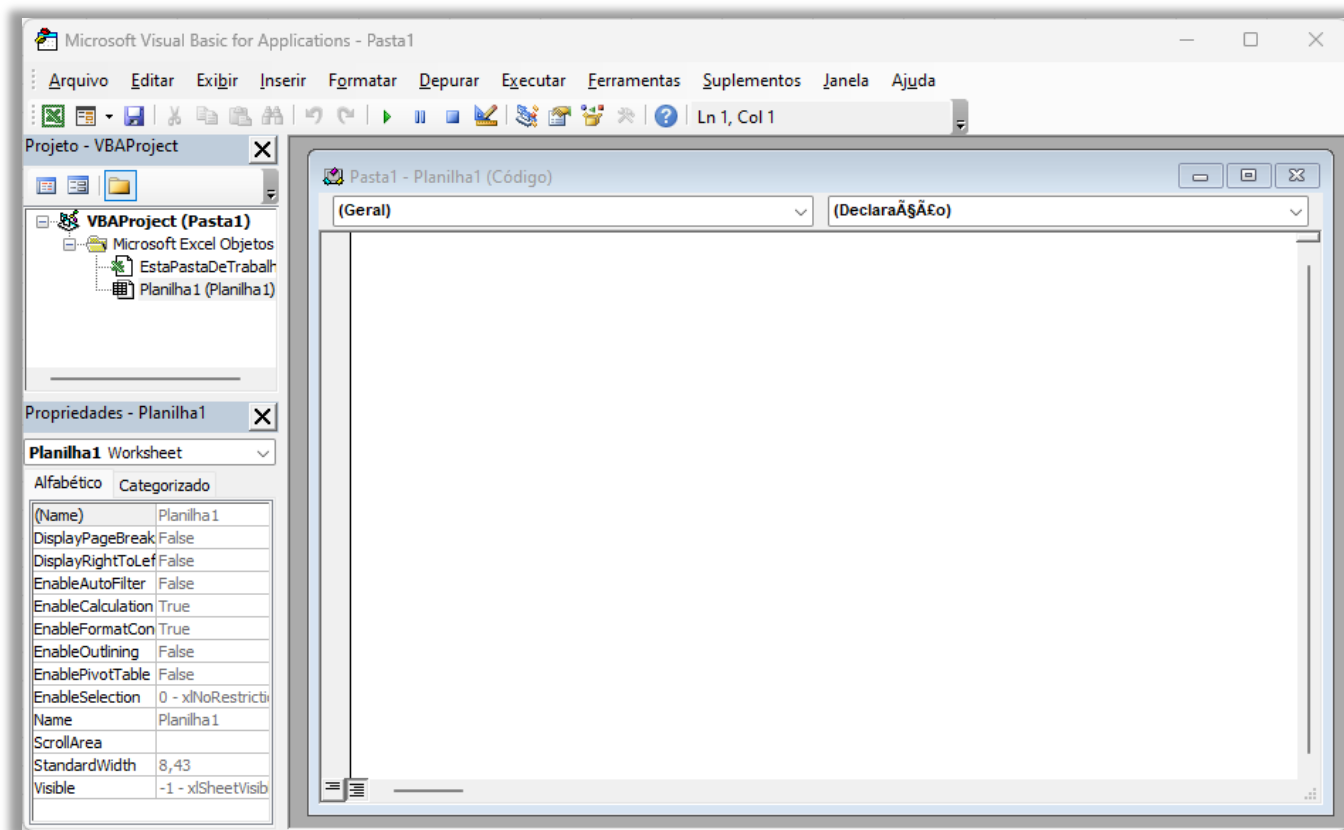 Microsoft Visual Basic for Applications - Pasta1
Arquivo Editar Exibir Inserir Formatar Depurar Executar Ferramentas Suplementos Janela Ajuda
Ln 1, Col 1
Projeto - VBAProject
VBAProject (Pasta1)
Microsoft Excel Objetos
EstaPastaDeTrabalh
Planilha1 (Planilha1)
Propriedades - Planilha1
Planilha1 Worksheet
Alfabético Categorizado
(Name) Planilha1
DisplayPageBreak False
DisplayRightToLef False
EnableAutoFilter False
EnableCalculation True
EnableFormatCon True
EnableOutlining False
EnablePivotTable False
EnableSelection 0 - xlNoRestricti
Name Planilha1
ScrollArea
StandardWidth 8,43
Visible -1 - xlSheetVisib
Pasta1 - Planilha1 (Código)
(Geral) (DeclaraÃ§Ã£o)